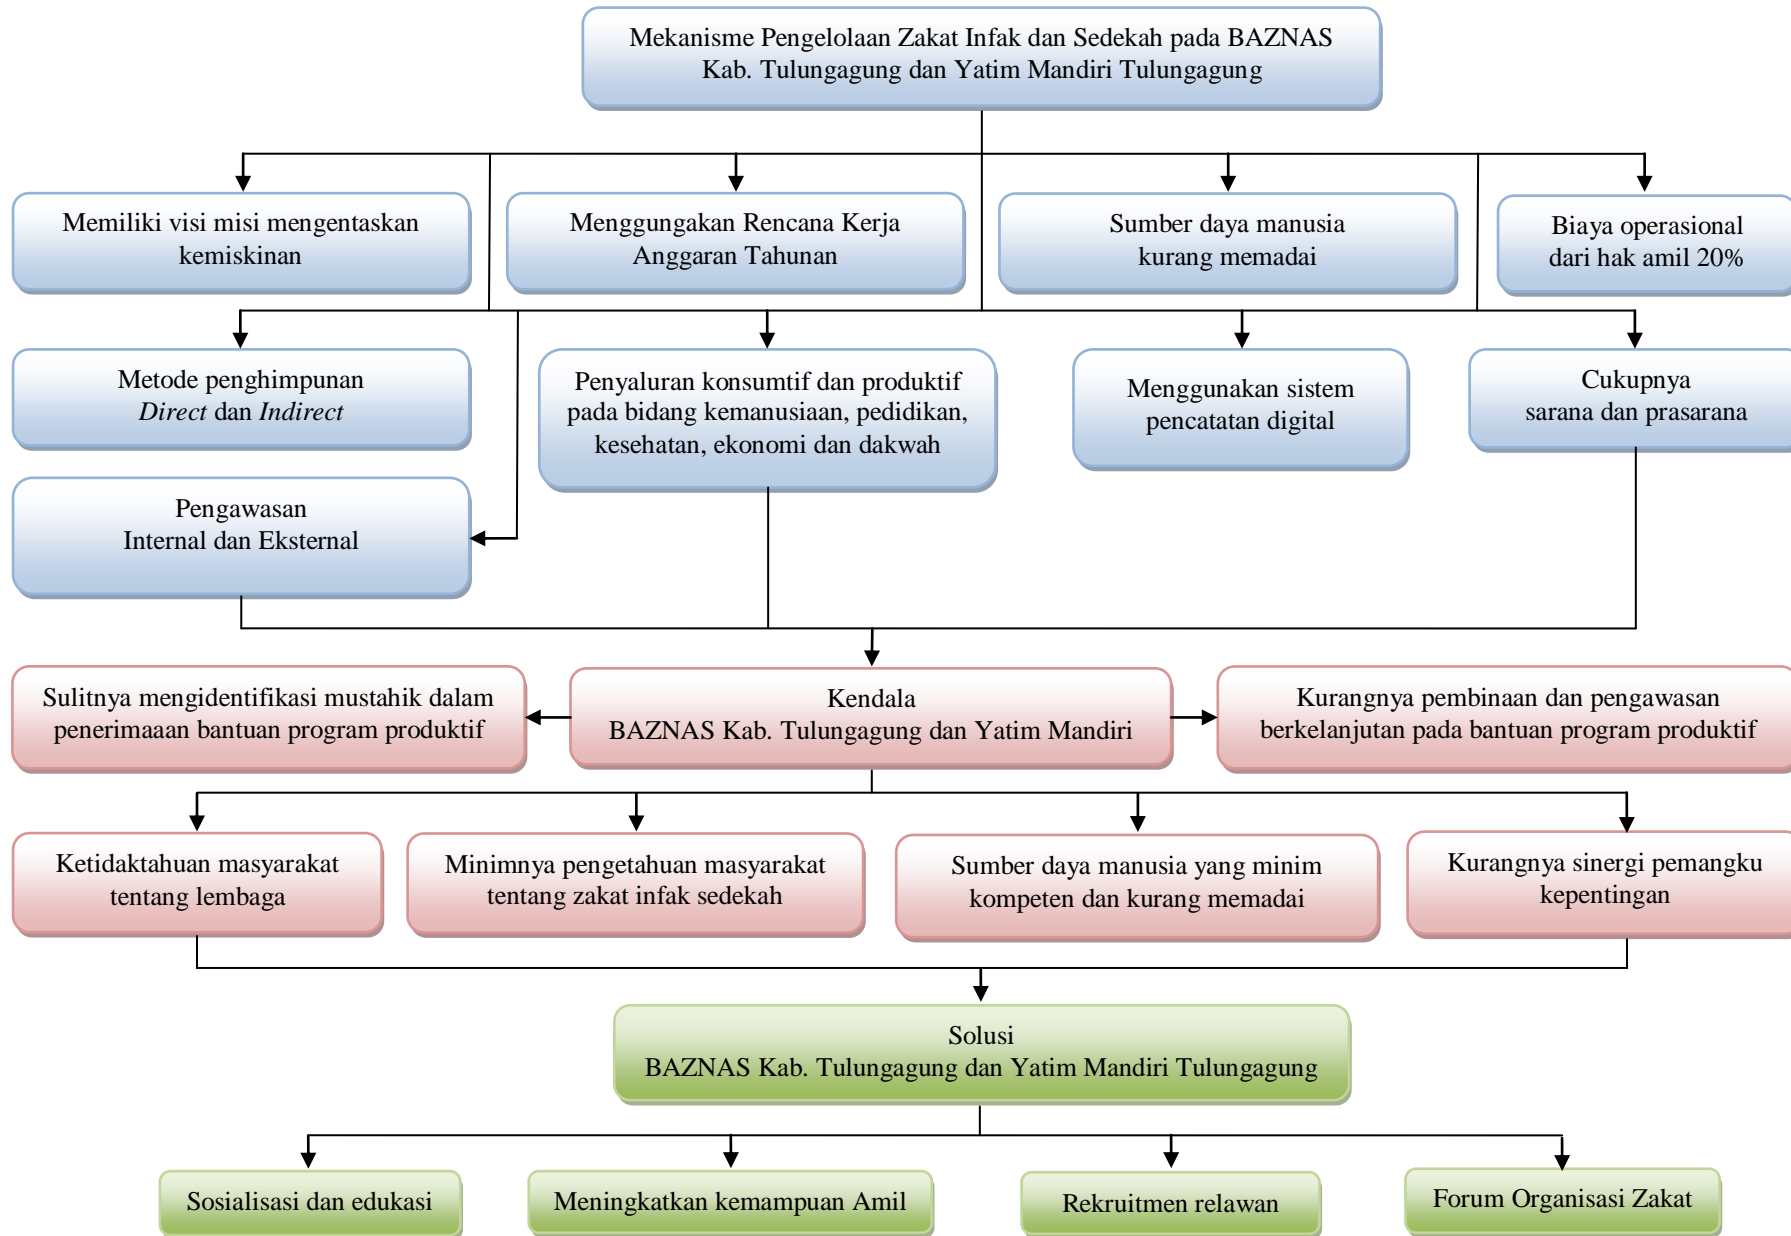 Mekanisme Pengelolaan Zakat Infak dan Sedekah pada BAZNAS
Kab. Tulungagung dan Yatim Mandiri Tulungagung
Memiliki visi misi mengentaskan
kemiskinan
Menggungakan Rencana Kerja
Anggaran Tahunan
Sumber daya manusia
kurang memadai
Biaya operasional
dari hak amil 20%
Metode penghimpunan
Direct dan Indirect
Penyaluran konsumtif dan produktif
pada bidang kemanusiaan, pedidikan,
kesehatan, ekonomi dan dakwah
Menggunakan sistem
pencatatan digital
Cukupnya
sarana dan prasarana
Pengawasan
Internal dan Eksternal
Sulitnya mengidentifikasi mustahik dalam
penerimaaan bantuan program produktif
Kendala
BAZNAS Kab. Tulungagung dan Yatim Mandiri
Kurangnya pembinaan dan pengawasan
berkelanjutan pada bantuan program produktif
Ketidaktahuan masyarakat
tentang lembaga
Minimnya pengetahuan masyarakat
tentang zakat infak sedekah
Sumber daya manusia yang minim
kompeten dan kurang memadai
Kurangnya sinergi pemangku
kepentingan
Solusi
BAZNAS Kab. Tulungagung dan Yatim Mandiri Tulungagung
Sosialisasi dan edukasi
Meningkatkan kemampuan Amil
Rekruitmen relawan
Forum Organisasi Zakat